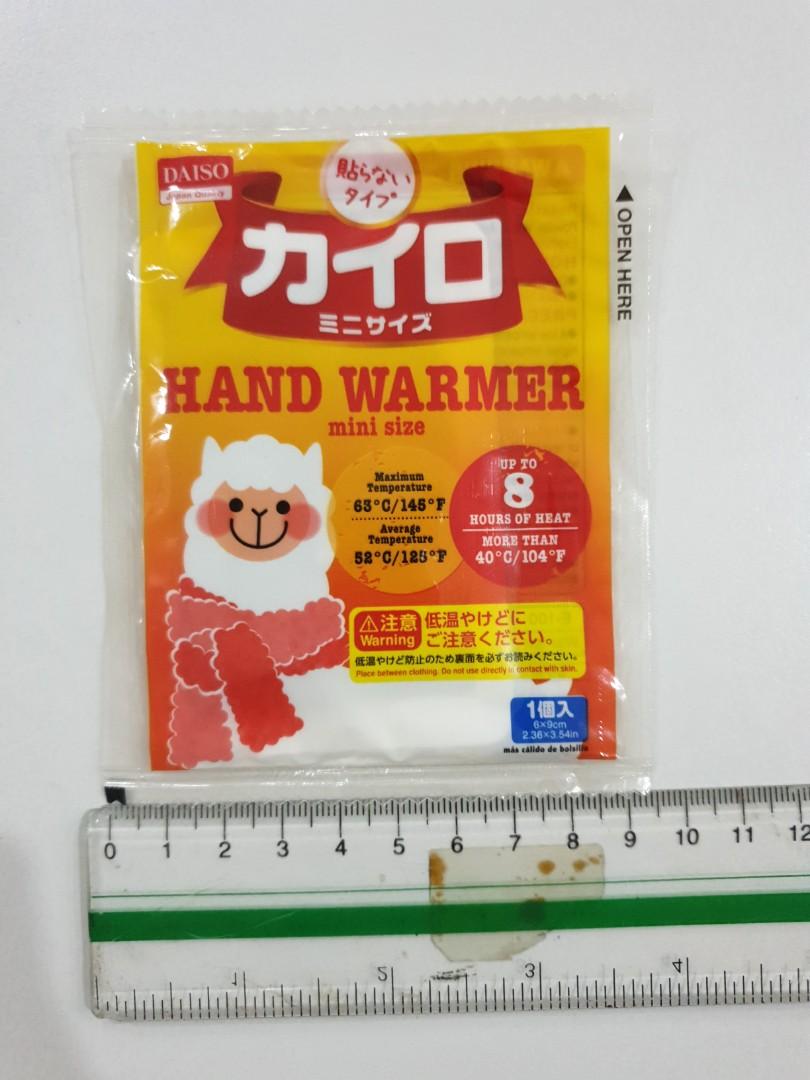 DAISO
Japan Quality
貼らない
タイプ
カイロ
ミニサイズ
▲OPEN HERE
HAND WARMER
mini size
Maximum
Temperature
63°C/145°F
Average
Temperature
52°C/125°F
UP TO
8
HOURS OF HEAT
MORE THAN
40°C/104°F
⚠注意
Warning
低温やけどに
ご注意ください。
低温やけど防止のため裏面を必ずお読みください。
Place between clothing. Do not use directly in contact with skin.
1個入
6×9cm
2.36×3.54in
más cálido de bolsillo
0 1 2 3 4 5 6 7 8 9 10 11 12
1 2 3 4